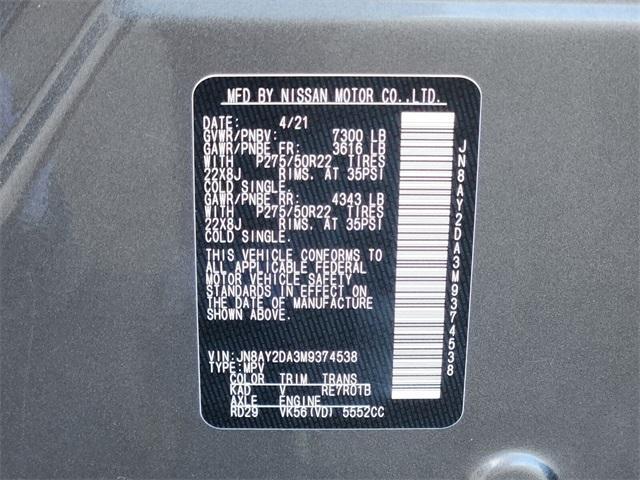 MFD BY NISSAN MOTOR CO.,LTD.
DATE: 4/21
GVWR/PNBV: 7300 LB
GAWR/PNBE FR: 3616 LB
WITH P275/50R22 TIRES
22X8J RIMS. AT 35PSI
COLD SINGLE.
GAWR/PNBE RR: 4343 LB
WITH P275/50R22 TIRES
22X8J RIMS. AT 35PSI
COLD SINGLE.
THIS VEHICLE CONFORMS TO
ALL APPLICABLE FEDERAL
MOTOR VEHICLE SAFETY
STANDARDS IN EFFECT ON
THE DATE OF MANUFACTURE
SHOWN ABOVE.
VIN:JN8AY2DA3M9374538
TYPE:MPV
COLOR TRIM TRANS
KAD V RE7R01B
AXLE ENGINE
RD29 VK56(VD) 5552CC
JN8AY2DA3M9374538